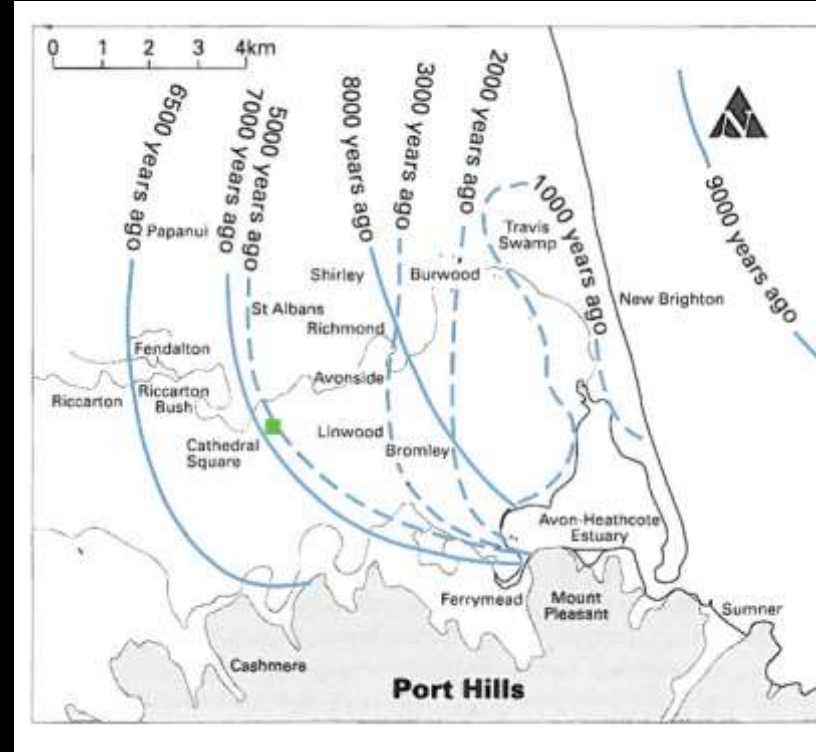 0 1 2 4km
6500 years ago
7000 years ago
5000 years ago
8000 years ago
3000 years ago
2000 years ago
1000 years ago
9000 years ago
N
Papanui
Travis
Swamp
Shirley
Burwood
New Brighton
St Albans
Richmond
Fendalton
Avonside
Riccarton
Riccarton
Bush
Linwood
Cathedral
Square
Bromley
Avon-Heathcote
Estuary
Ferrymead
Mount
Pleasant
Sumner
Cashmere
Port Hills